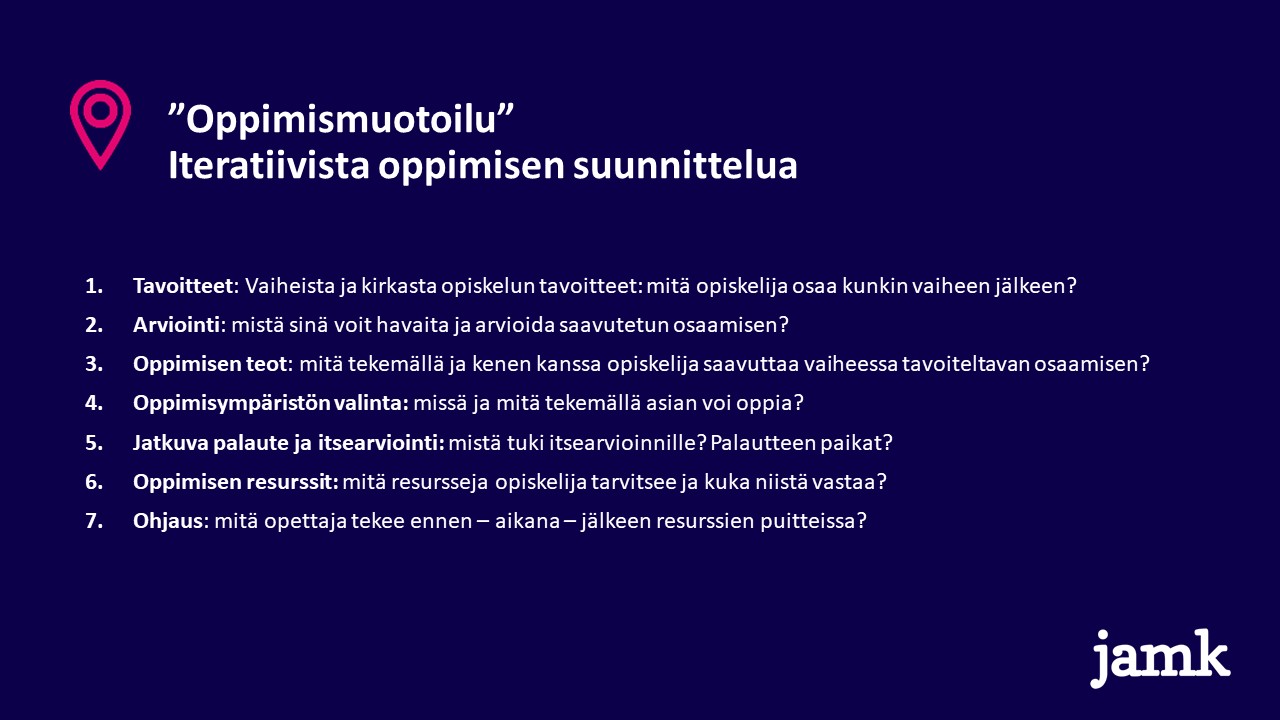 ”Oppimismuotoilu”
Iteratiivista oppimisen suunnittelua
1. Tavoitteet: Vaiheista ja kirkasta opiskelun tavoitteet: mitä opiskelija osaa kunkin vaiheen jälkeen?
2. Arviointi: mistä sinä voit havaita ja arvioida saavutetun osaamisen?
3. Oppimisen teot: mitä tekemällä ja kenen kanssa opiskelija saavuttaa vaiheessa tavoiteltavan osaamisen?
4. Oppimisympäristön valinta: missä ja mitä tekemällä asian voi oppia?
5. Jatkuva palaute ja itsearviointi: mistä tuki itsearvioinnille? Palautteen paikat?
6. Oppimisen resurssit: mitä resursseja opiskelija tarvitsee ja kuka niistä vastaa?
7. Ohjaus: mitä opettaja tekee ennen – aikana – jälkeen resurssien puitteissa?
jamk